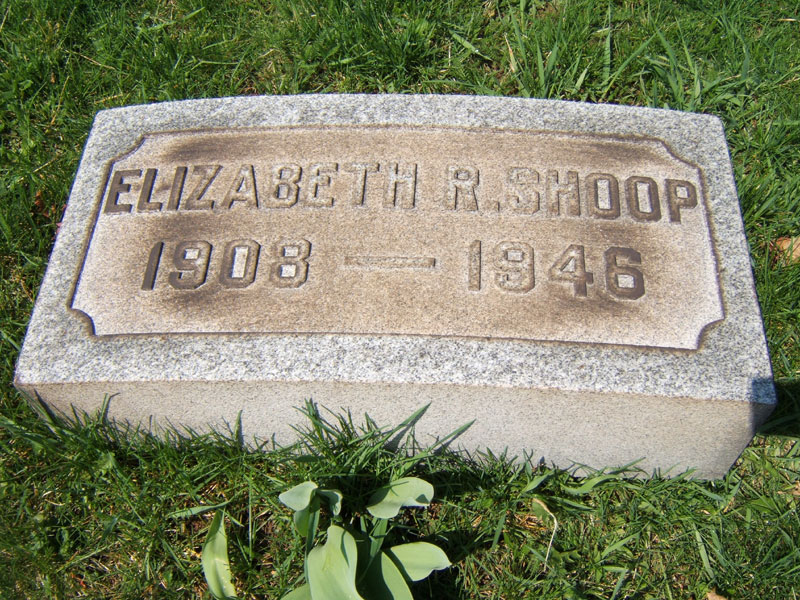 ELIZABETH R. SHOOP
1908 — 1946